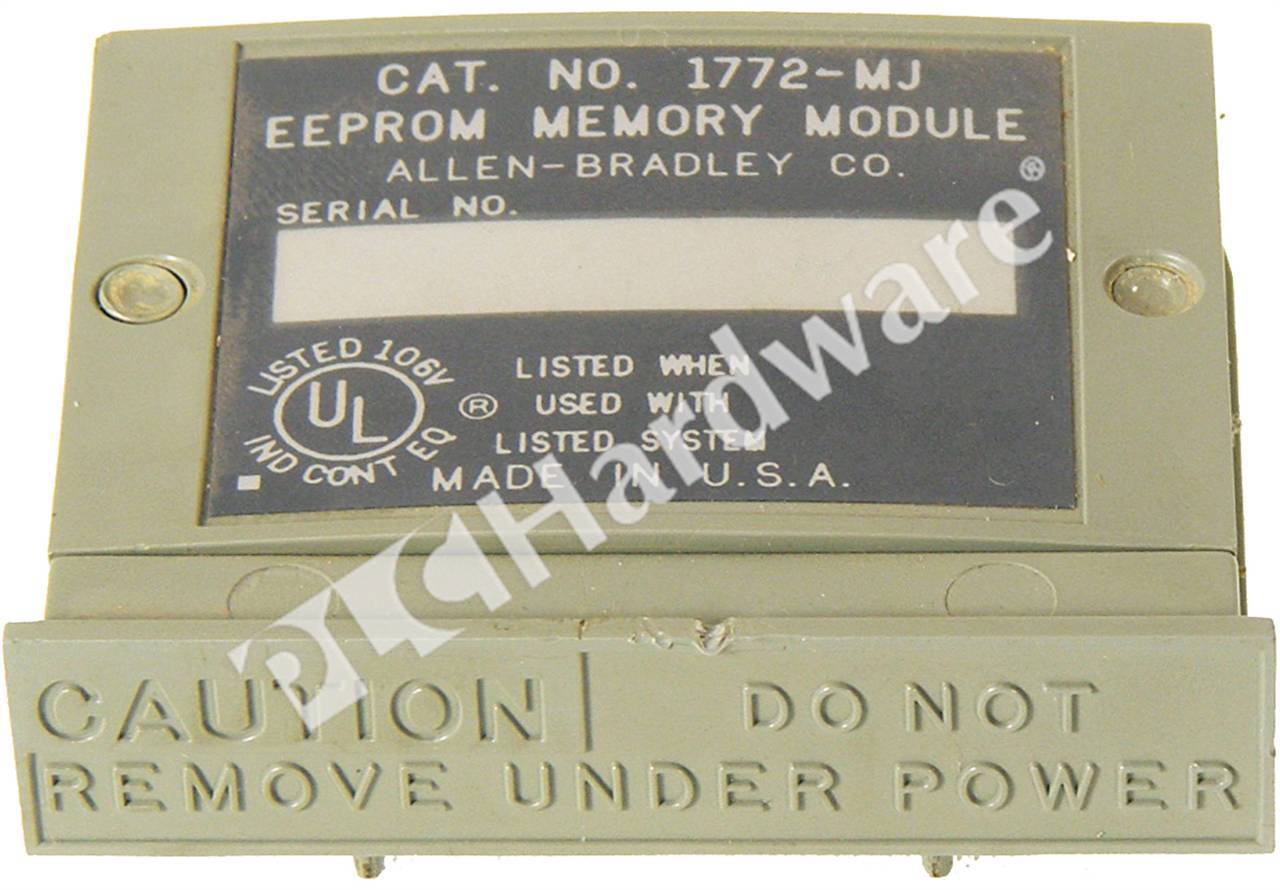 CAT. NO. 1772-MJ
EEPROM MEMORY MODULE
ALLEN-BRADLEY CO. ®
SERIAL NO.
LISTED 106V
UL ®
IND CONT EQ
LISTED WHEN
USED WITH
LISTED SYSTEM
MADE IN U.S.A.
PLCHardware
CAUTION DO NOT
REMOVE UNDER POWER